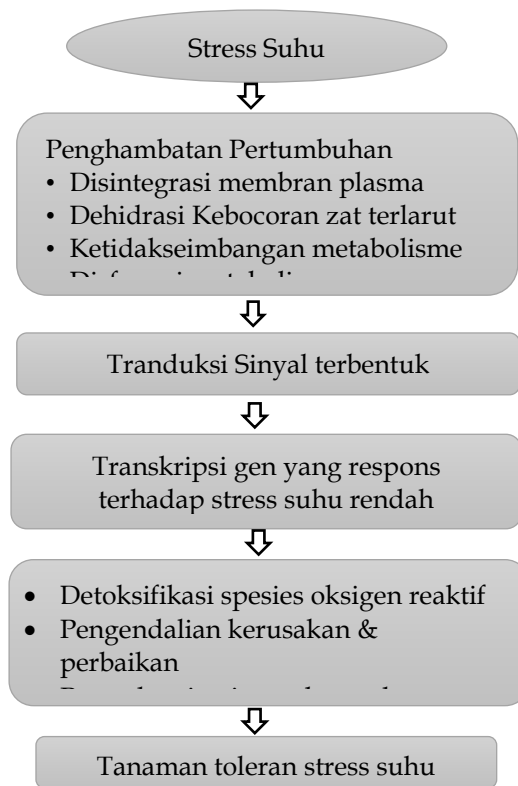 Stress Suhu
Penghambatan Pertumbuhan
• Disintegrasi membran plasma
• Dehidrasi Kebocoran zat terlarut
• Ketidakseimbangan metabolisme
Tranduksi Sinyal terbentuk
Transkripsi gen yang respons
terhadap stress suhu rendah
• Detoksifikasi spesies oksigen reaktif
• Pengendalian kerusakan &
perbaikan
Tanaman toleran stress suhu